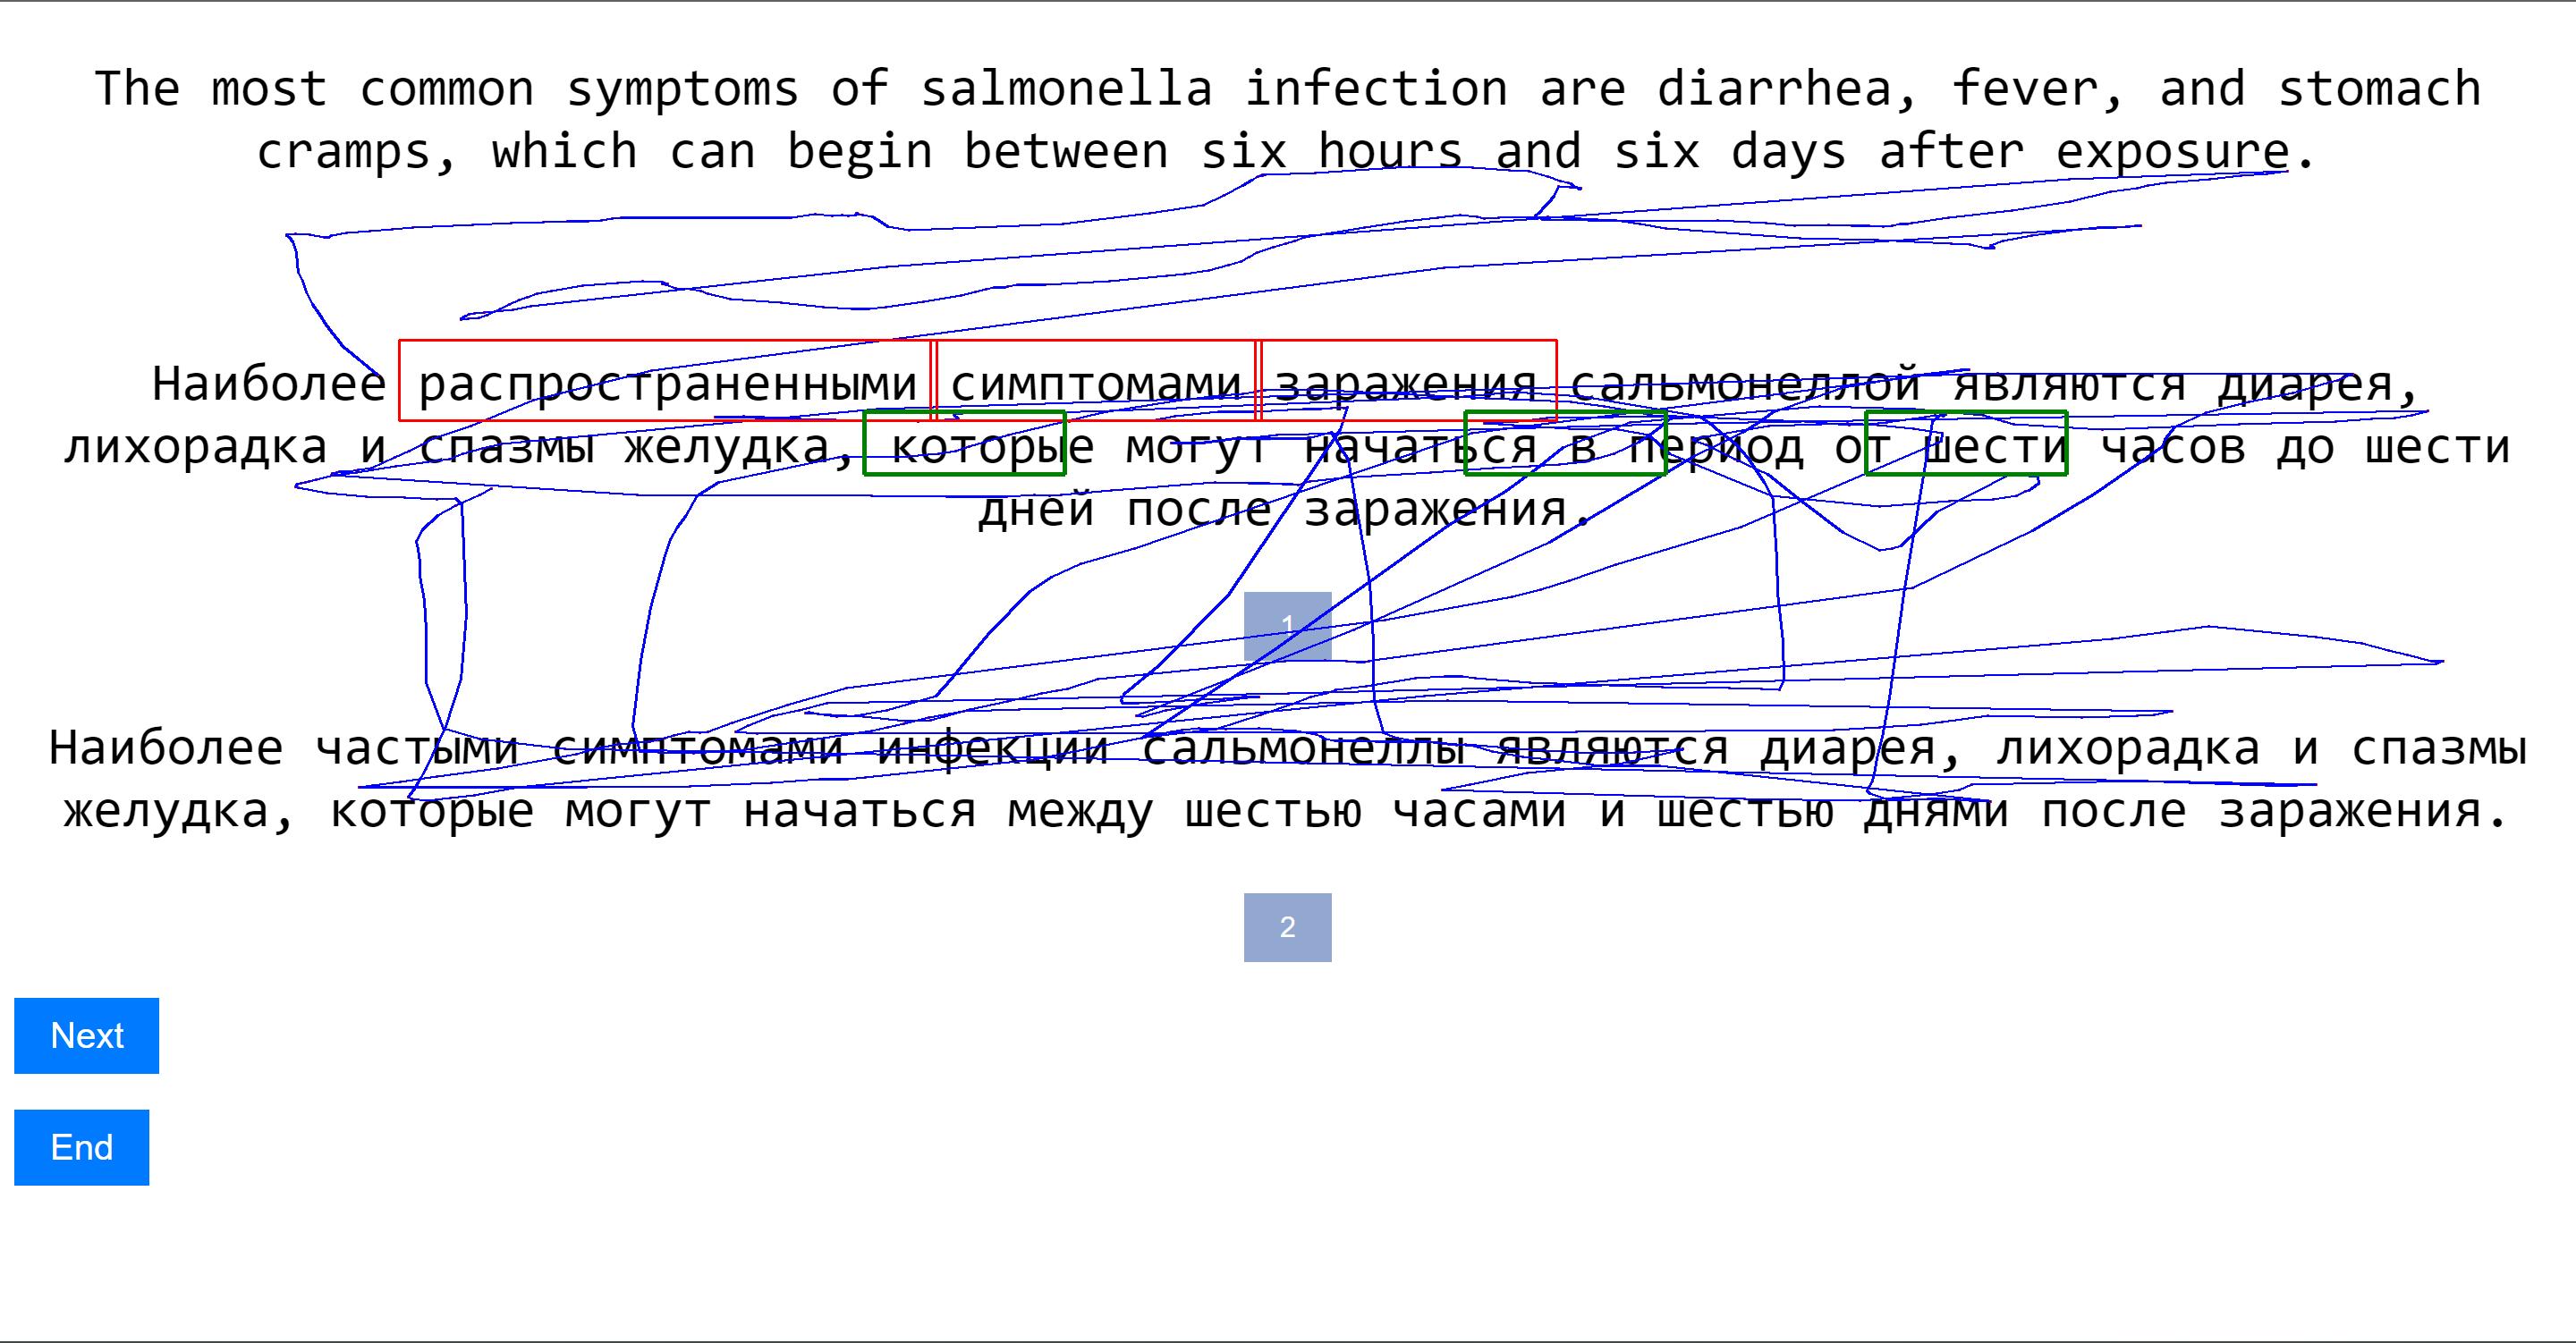 The most common symptoms of salmonella infection are diarrhea, fever, and stomach
cramps, which can begin between six hours and six days after exposure.
Наиболее распространенными симптомами заражения сальмонеллой являются диарея,
лихорадка и спазмы желудка, которые могут начаться в период от шести часов до шести
дней после заражения.
1
Наиболее частыми симптомами инфекции сальмонеллы являются диарея, лихорадка и спазмы
желудка, которые могут начаться между шестью часами и шестью днями после заражения.
2
Next
End